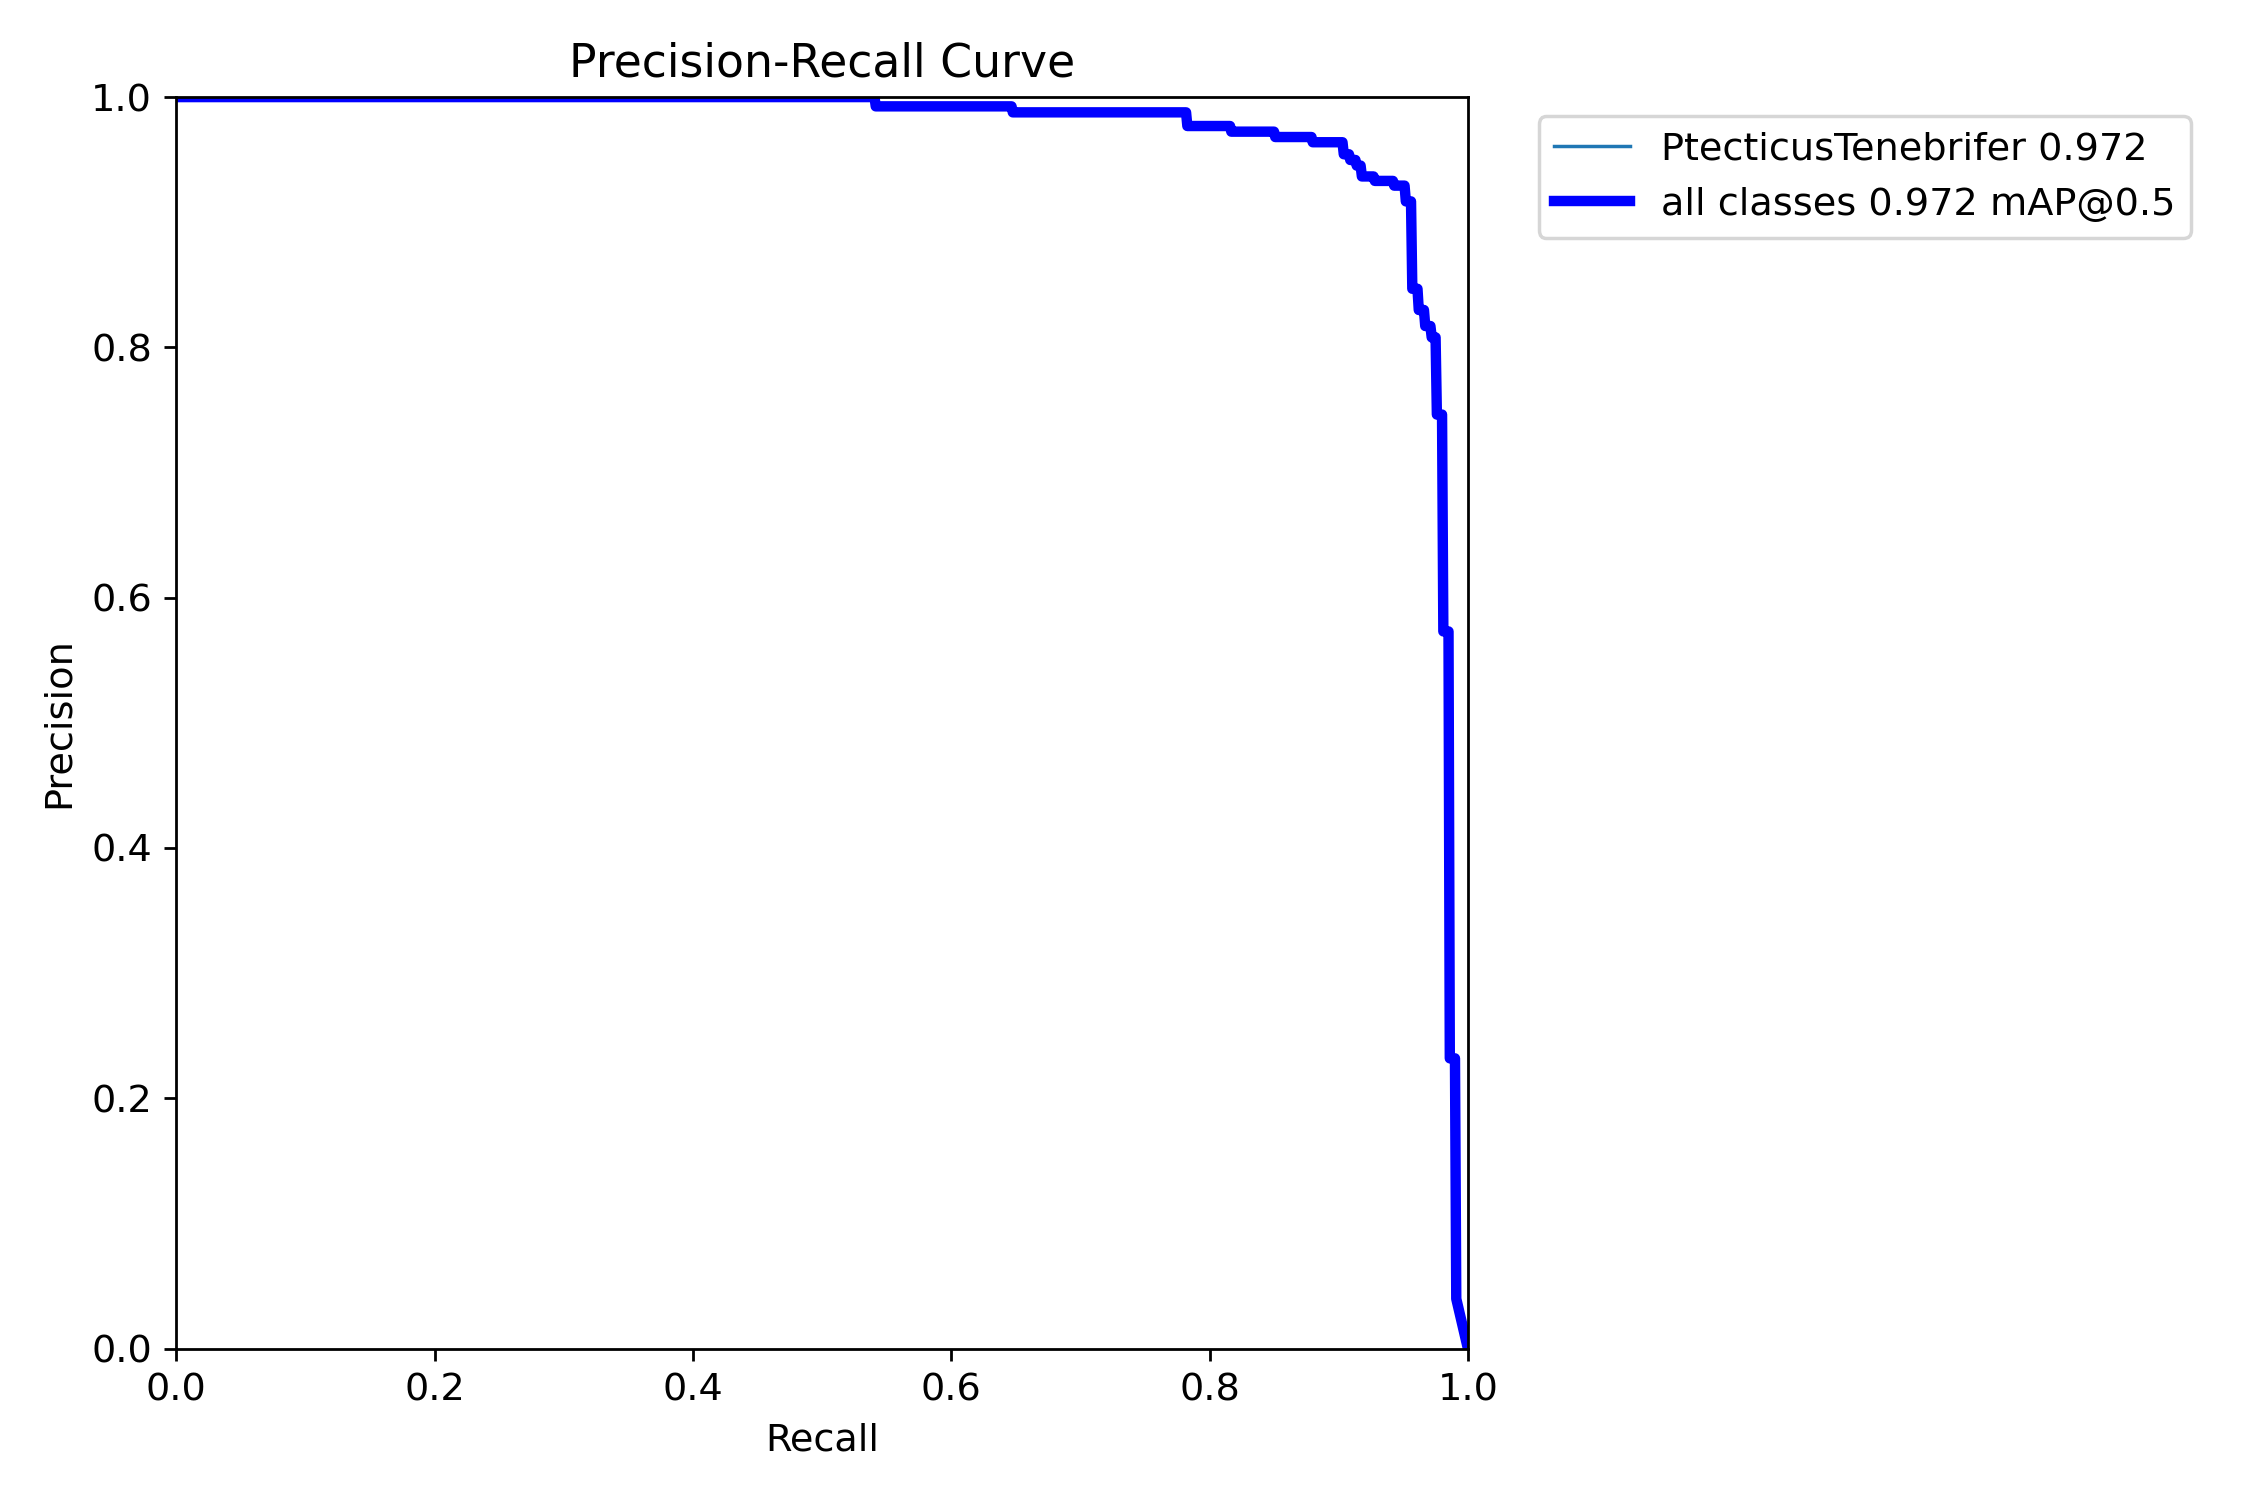 Precision-Recall Curve
1.0
0.8
0.6
0.4
0.2
0.0
Precision
0.0 0.2 0.4 0.6 0.8 1.0
Recall
PtecticusTenebrifer 0.972
all classes 0.972 mAP@0.5